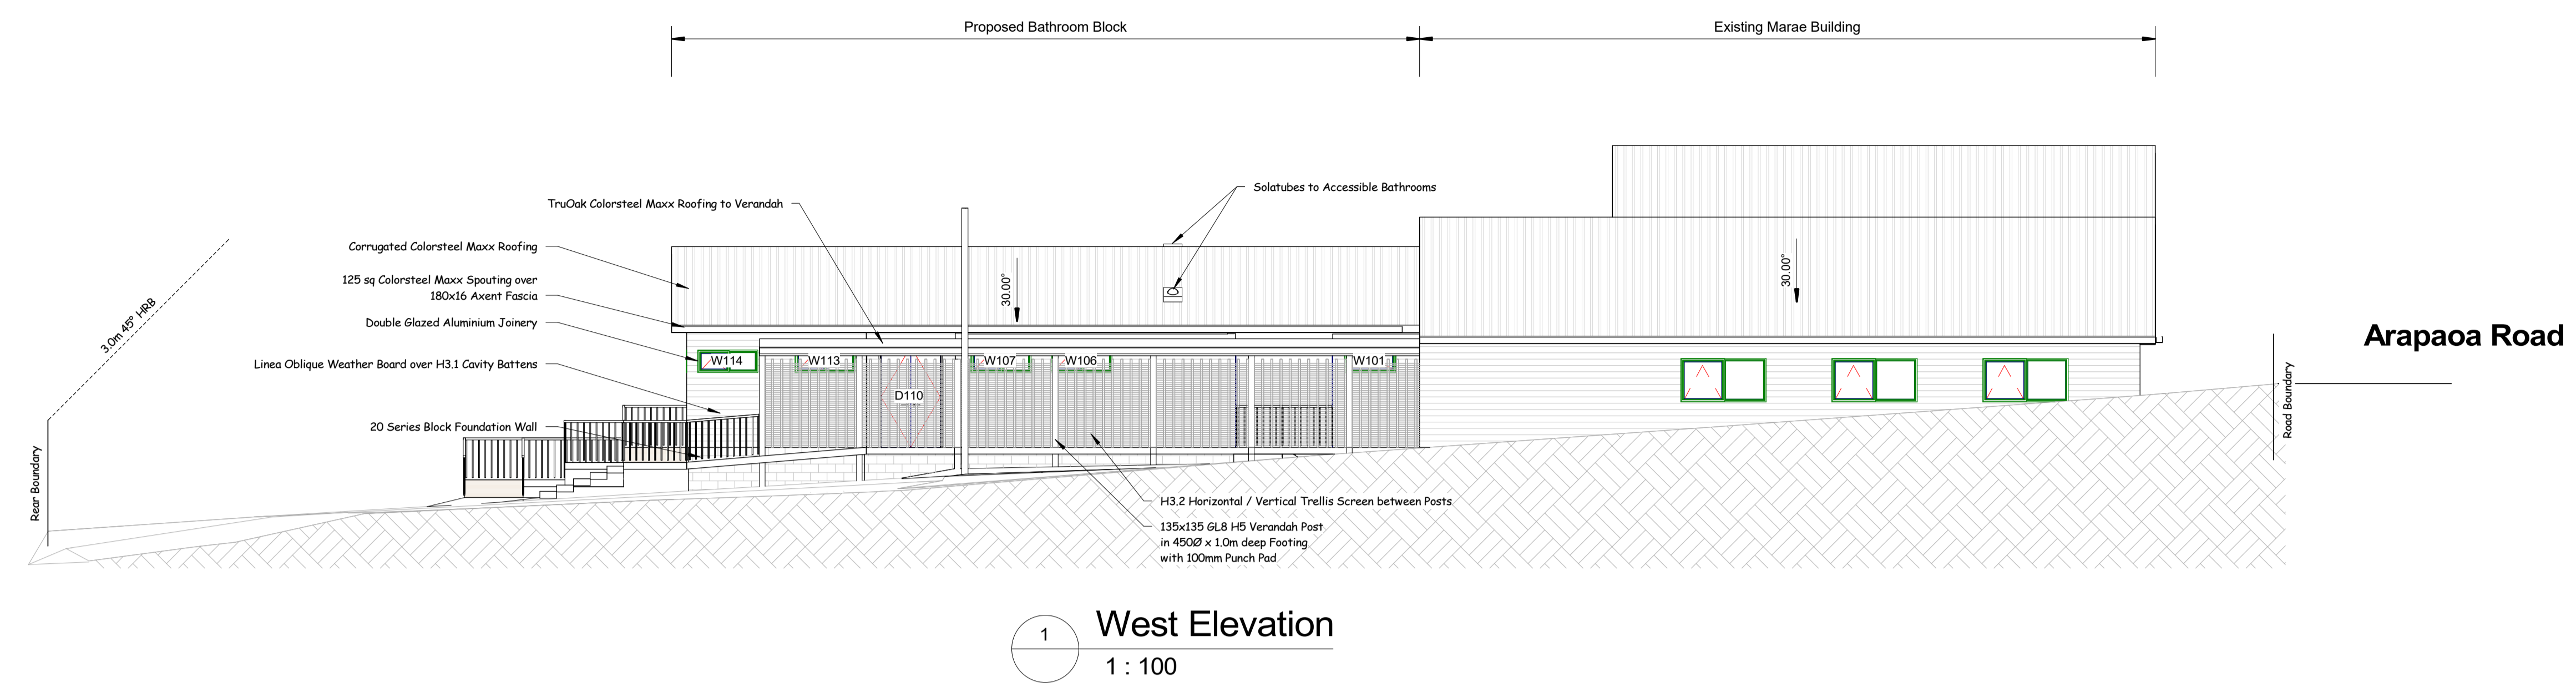 Proposed Bathroom Block
Existing Marae Building
Solatubes to Accessible Bathrooms
TruOak Colorsteel Maxx Roofing to Verandah
Corrugated Colorsteel Maxx Roofing
125 sq Colorsteel Maxx Spouting over
180x16 Axent Fascia
Double Glazed Aluminium Joinery
Linea Oblique Weather Board over H3.1 Cavity Battens
20 Series Block Foundation Wall
3.0m 45° HRB
Rear Boundary
30.00°
30.00°
W114
W113
W107
W106
W101
D110
Arapaoa Road
Road Boundary
H3.2 Horizontal / Vertical Trellis Screen between Posts
135x135 GL8 H5 Verandah Post
in 450Ø x 1.0m deep Footing
with 100mm Punch Pad
1
West Elevation
1 : 100